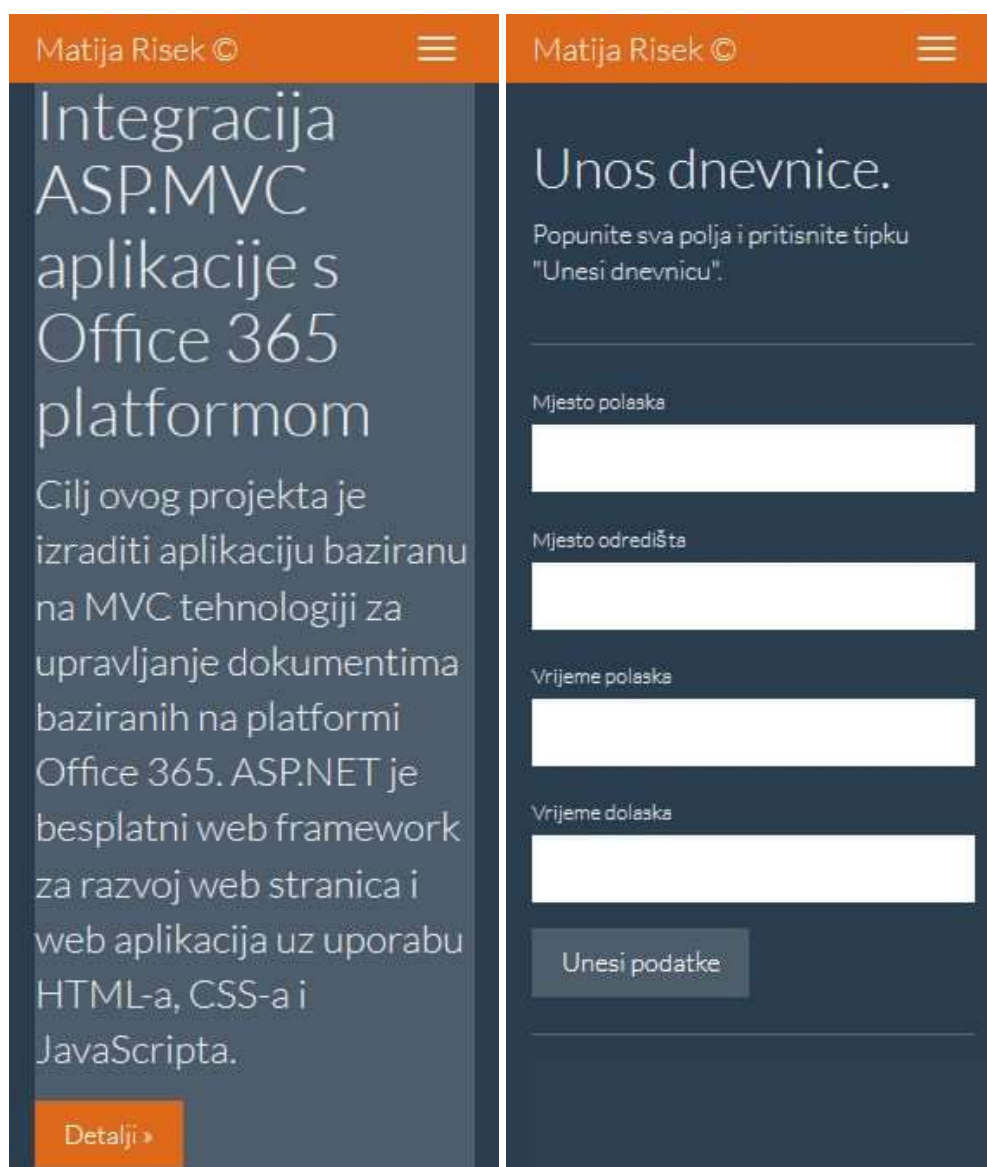 Matija Risek ©
Integracija
ASP.MVC
aplikacije s
Office 365
platformom
Cilj ovog projekta je
izraditi aplikaciju baziranu
na MVC tehnologiji za
upravljanje dokumentima
baziranih na platformi
Office 365. ASP.NET je
besplatni web framework
za razvoj web stranica i
web aplikacija uz uporabu
HTML-a, CSS-a i
JavaScripta.
Detalji »
Matija Risek ©
Unos dnevnice.
Popunite sva polja i pritisnite tipku
"Unesi dnevnicu".
Mjesto polaska
Mjesto odredišta
Vrijeme polaska
Vrijeme dolaska
Unesi podatke